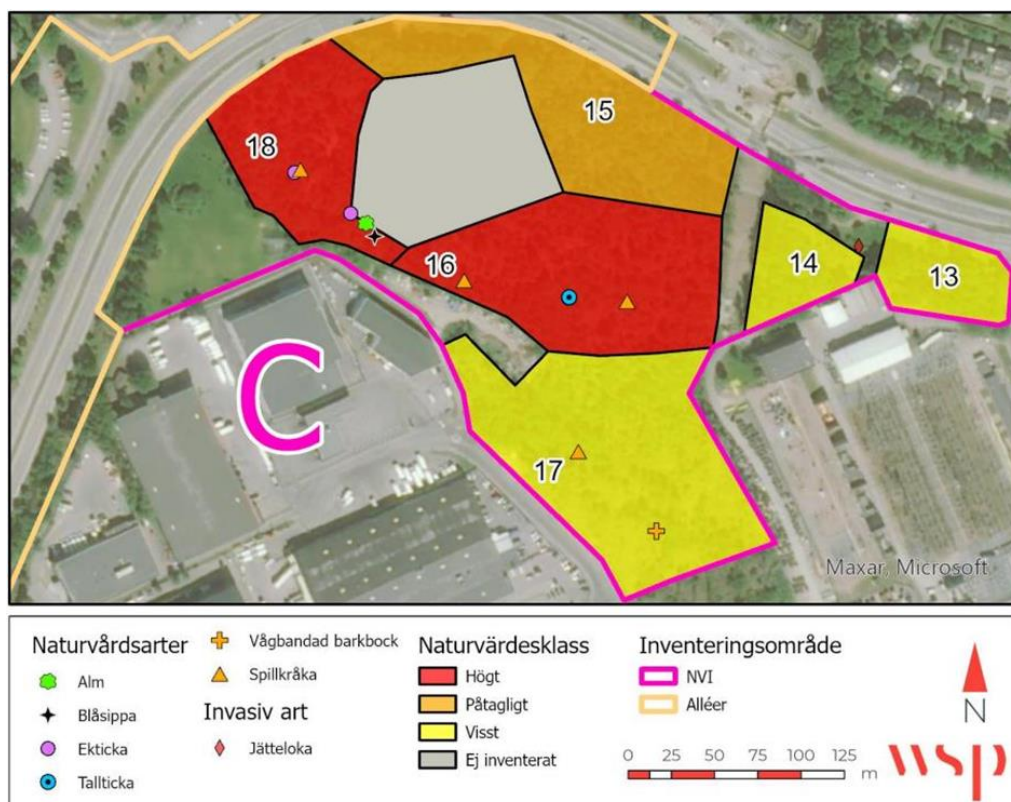 15
18
16
14
13
C
17
Maxar, Microsoft
Naturvårdsarter
Alm
Blåsippa
Ekticka
Tallticka
Vågbandad barkbock
Spillkråka
Invasiv art
Jätteloka
Naturvärdesklass
Högt
Påtagligt
Visst
Ej inventerat
Inventeringsområde
NVI
Alléer
N
0 25 50 75 100 125
m
wsp